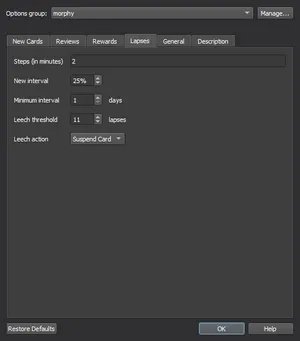 Options group: morphy Manage...
New Cards Reviews Rewards Lapses General Description
Steps (in minutes) 2
New interval 25%
Minimum interval 1 days
Leech threshold 11 lapses
Leech action Suspend Card
Restore Defaults OK Help